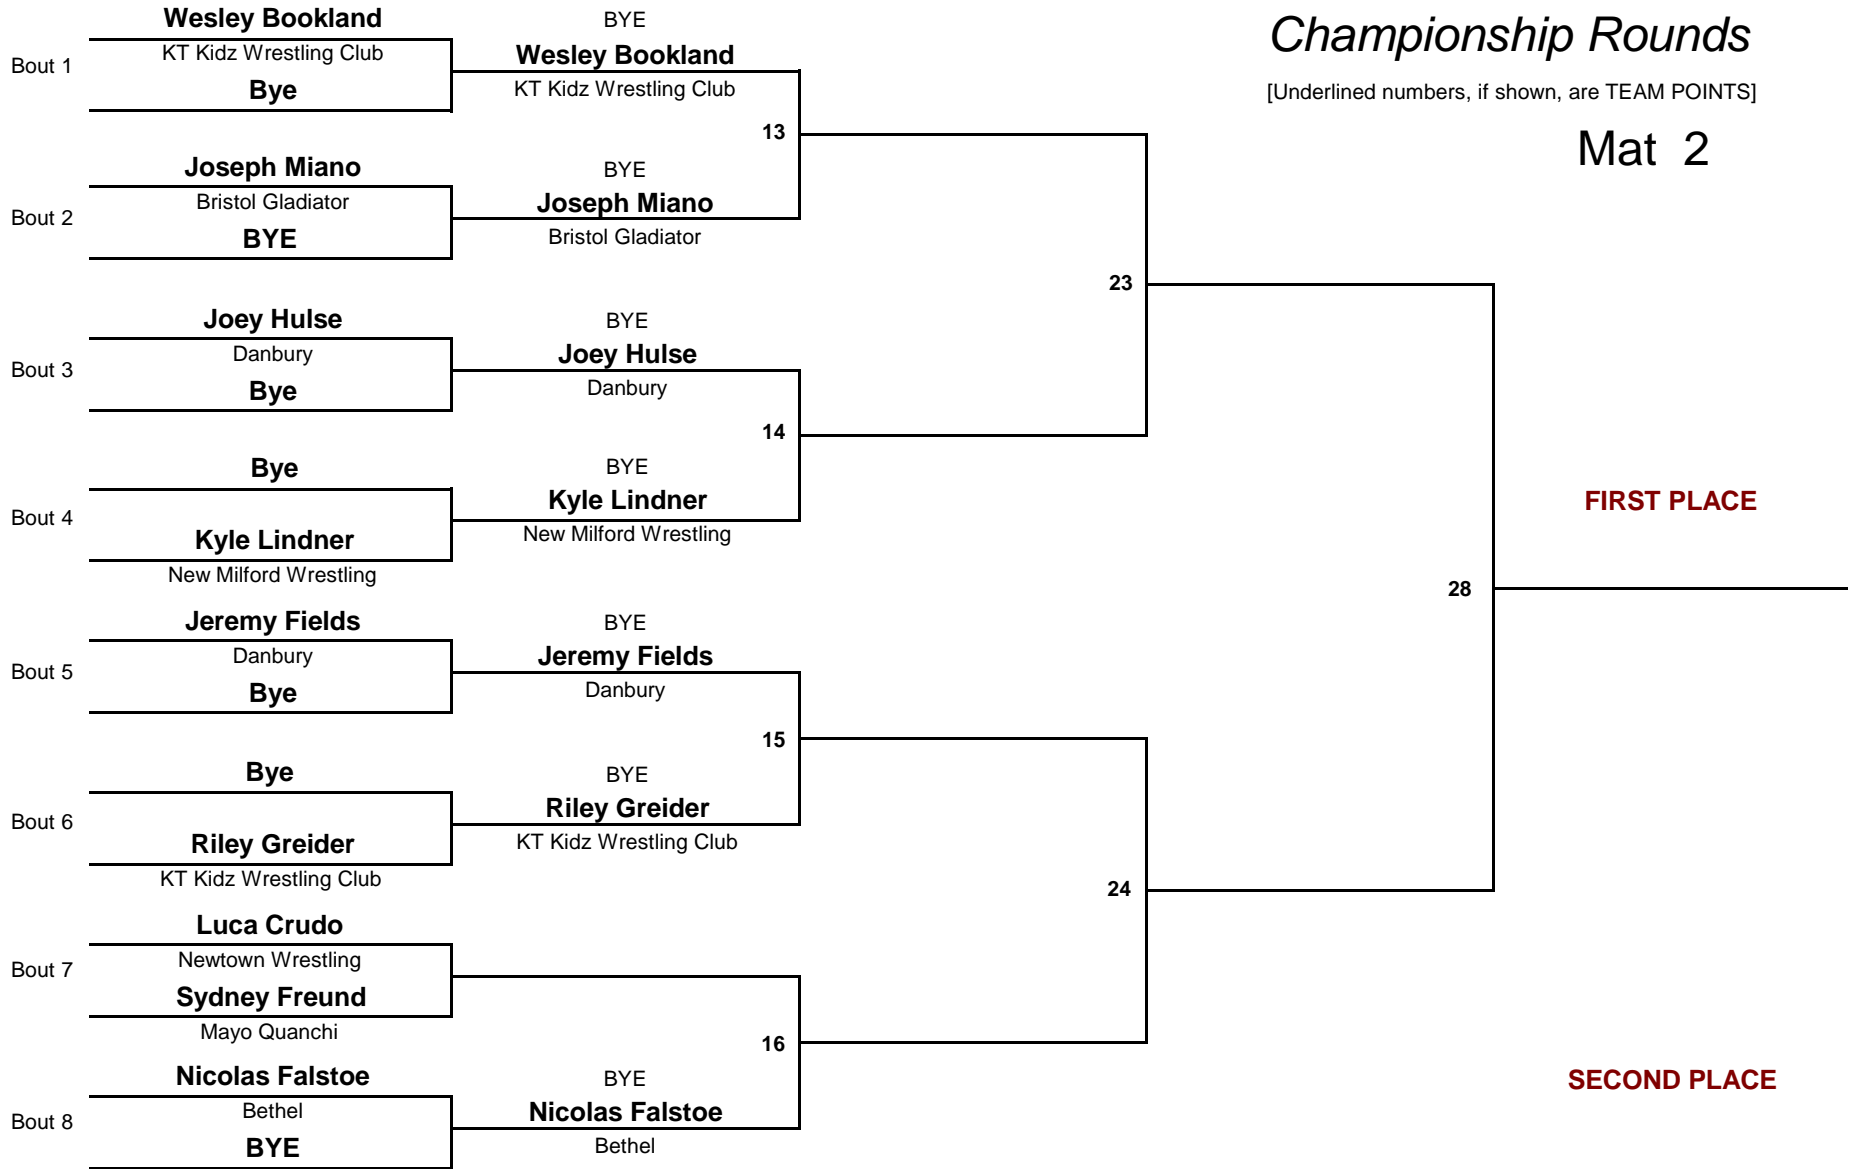 Championship Rounds
[Underlined numbers, if shown, are TEAM POINTS]
Mat 2
Bout 1
Wesley Bookland
KT Kidz Wrestling Club
Bye
BYE
Wesley Bookland
KT Kidz Wrestling Club
13
Bout 2
Joseph Miano
Bristol Gladiator
BYE
BYE
Joseph Miano
Bristol Gladiator
23
Bout 3
Joey Hulse
Danbury
Bye
BYE
Joey Hulse
Danbury
14
Bout 4
Bye
Kyle Lindner
New Milford Wrestling
BYE
Kyle Lindner
New Milford Wrestling
FIRST PLACE
28
Bout 5
Jeremy Fields
Danbury
Bye
BYE
Jeremy Fields
Danbury
15
Bout 6
Bye
Riley Greider
KT Kidz Wrestling Club
BYE
Riley Greider
KT Kidz Wrestling Club
24
Bout 7
Luca Crudo
Newtown Wrestling
Sydney Freund
Mayo Quanchi
16
Bout 8
Nicolas Falstoe
Bethel
BYE
BYE
Nicolas Falstoe
Bethel
SECOND PLACE